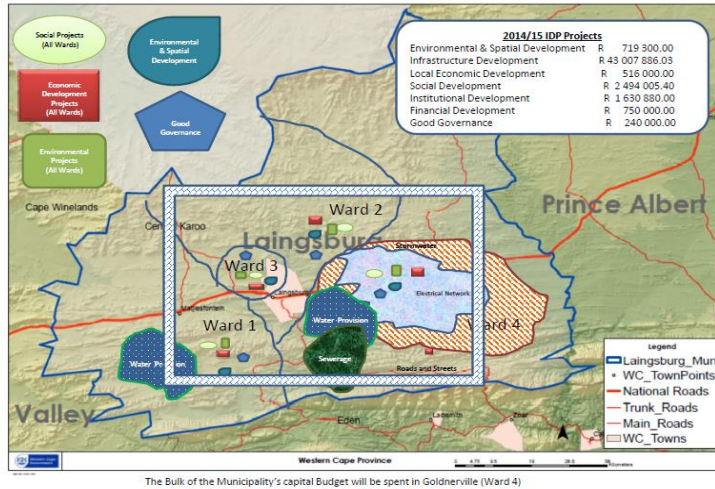 Social Projects
(All Wards)
Environmental
& Spatial
Development
Economic
Development
Projects
(All Wards)
Good
Governance
Environmental
Projects
(All Wards)
2014/15 IDP Projects
Environmental & Spatial Development R 719 300.00
Infrastructure Development R 43 007 886.03
Local Economic Development R 516 000.00
Social Development R 2 494 005.40
Institutional Development R 1 630 880.00
Financial Development R 750 000.00
Good Governance R 240 000.00
Cape Winelands
Karoo
Ward 2
Prince Albert
Laingsburg
Stormwater
Ward 3
Laingsburg
Electrical Network
Matjiesfontein
Ward 1
Water Provision
Ward 4
Sewerage
Roads and Streets
Valley
Eden
Ladismith
Zoar
Legend
Laingsburg_Mun
WC_TownPoints
National Roads
Trunk_Roads
Main_Roads
WC_Towns
Western Cape Province
Kilometers
The Bulk of the Municipality's capital Budget will be spent in Goldnerville (Ward 4)